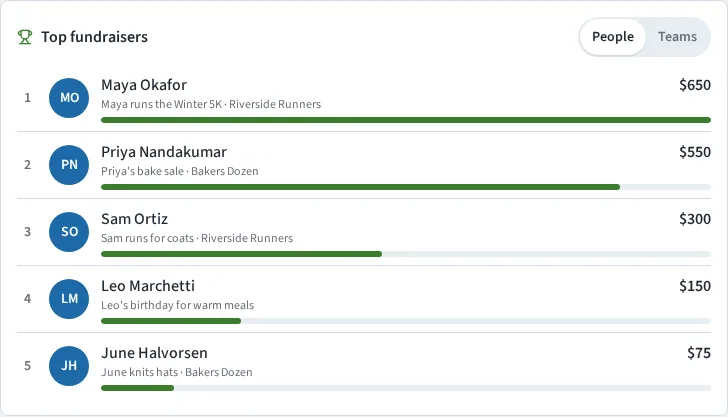 Top fundraisers
People Teams
1 MO Maya Okafor $650
Maya runs the Winter 5K · Riverside Runners
2 PN Priya Nandakumar $550
Priya's bake sale · Bakers Dozen
3 SO Sam Ortiz $300
Sam runs for coats · Riverside Runners
4 LM Leo Marchetti $150
Leo's birthday for warm meals
5 JH June Halvorsen $75
June knits hats · Bakers Dozen